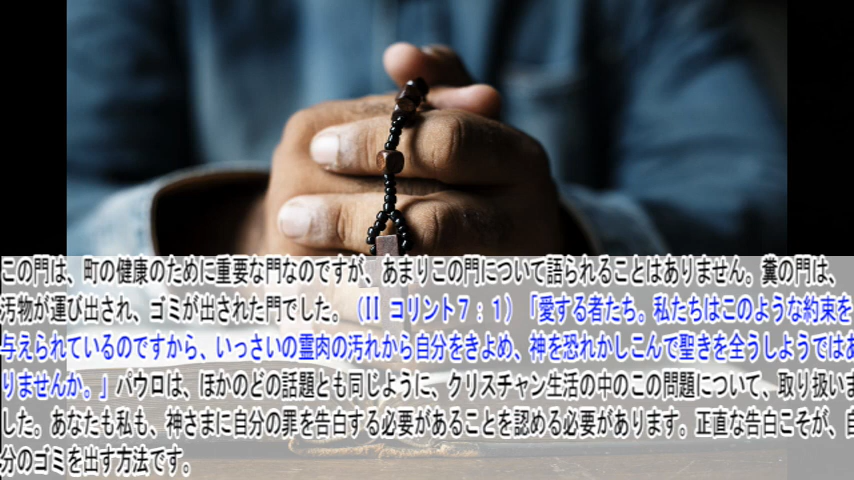 この門は、町の健康のために重要な門なのですが、あまりこの門について語られることはありません。糞の門は、
汚物が運び出され、ゴミが出された門でした。（II コリント７：１）「愛する者たち。私たちはこのような約束を
与えられているのですから、いっさいの霊肉の汚れから自分をきよめ、神を恐れかしこんで聖きを全うしようではあ
りませんか。」パウロは、ほかのどの話題とも同じように、クリスチャン生活の中のこの問題について、取り扱いま
した。あなたも私も、神さまに自分の罪を告白する必要があることを認める必要があります。正直な告白こそが、自
分のゴミを出す方法です。